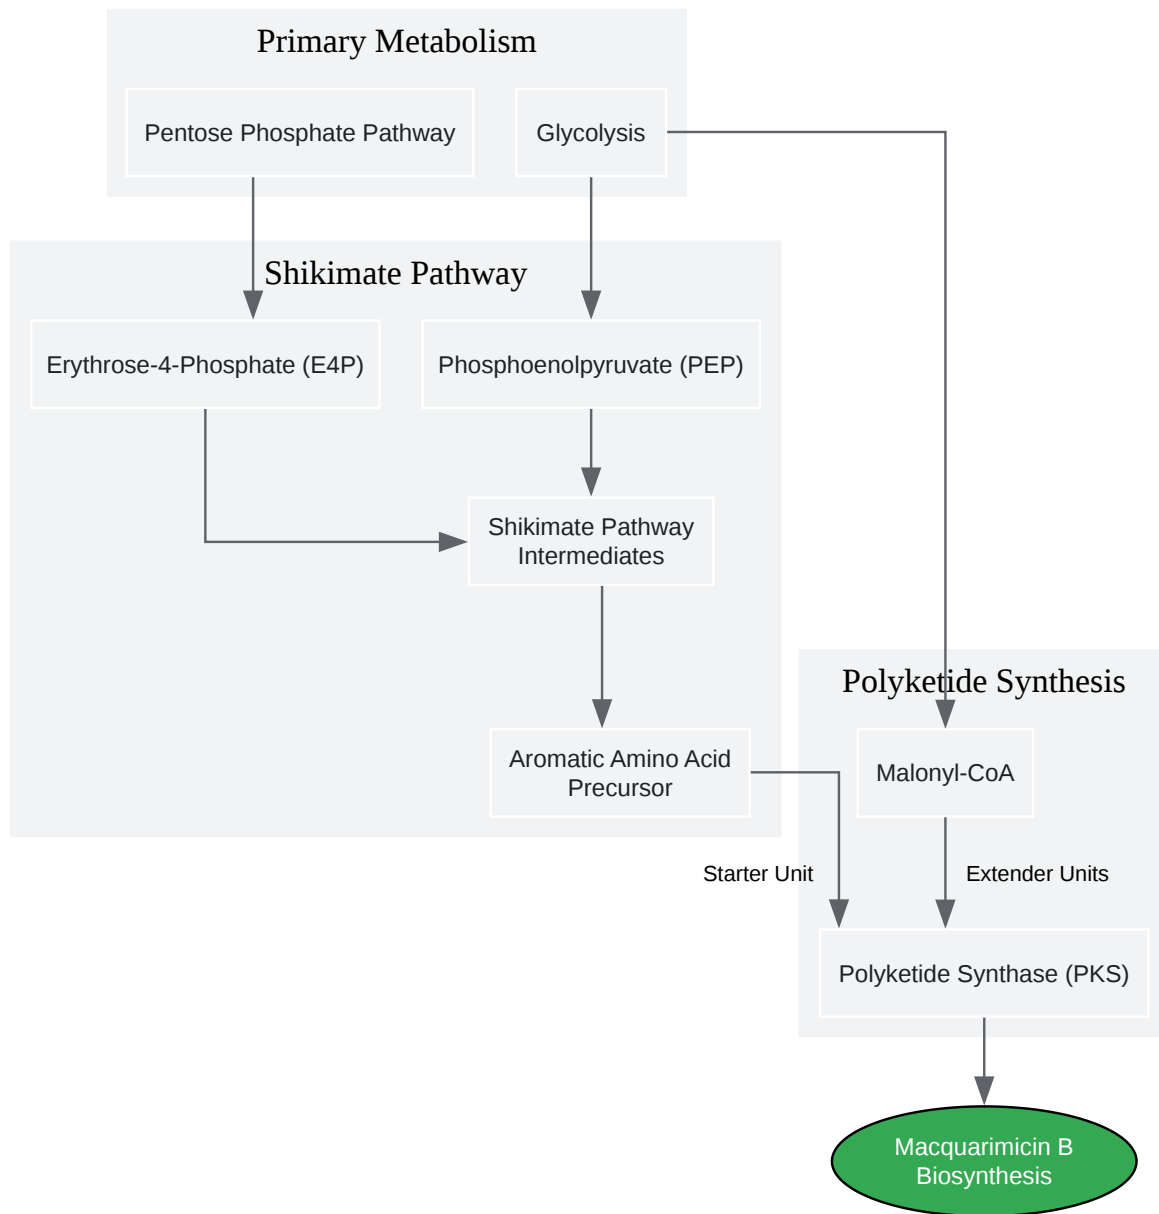 Primary Metabolism
Pentose Phosphate Pathway
Glycolysis
Shikimate Pathway
Erythrose-4-Phosphate (E4P)
Phosphoenolpyruvate (PEP)
Shikimate Pathway
Intermediates
Polyketide Synthesis
Aromatic Amino Acid
Precursor
Malonyl-CoA
Starter Unit
Extender Units
Polyketide Synthase (PKS)
Macquarimicin B
Biosynthesis